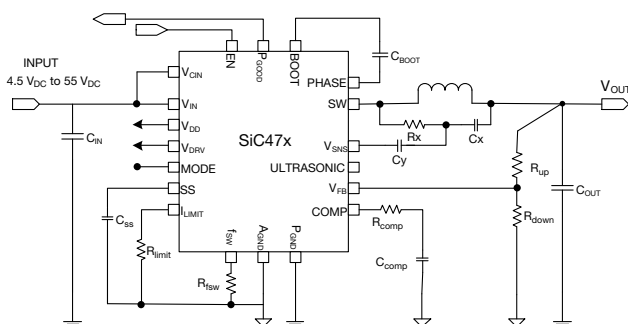 INPUT
4.5 VDC to 55 VDC
CIN
EN
PGOOD
BOOT
VCIN
VIN
VDD
VDRV
MODE
SS
ILIMIT
SiC47x
PHASE
SW
VSNS
ULTRASONIC
VFB
COMP
fSW
AGND
PGND
CBOOT
Rx
Cx
Cy
VOUT
Rup
COUT
Rdown
Rcomp
Ccomp
Css
Rlimit
Rfsw